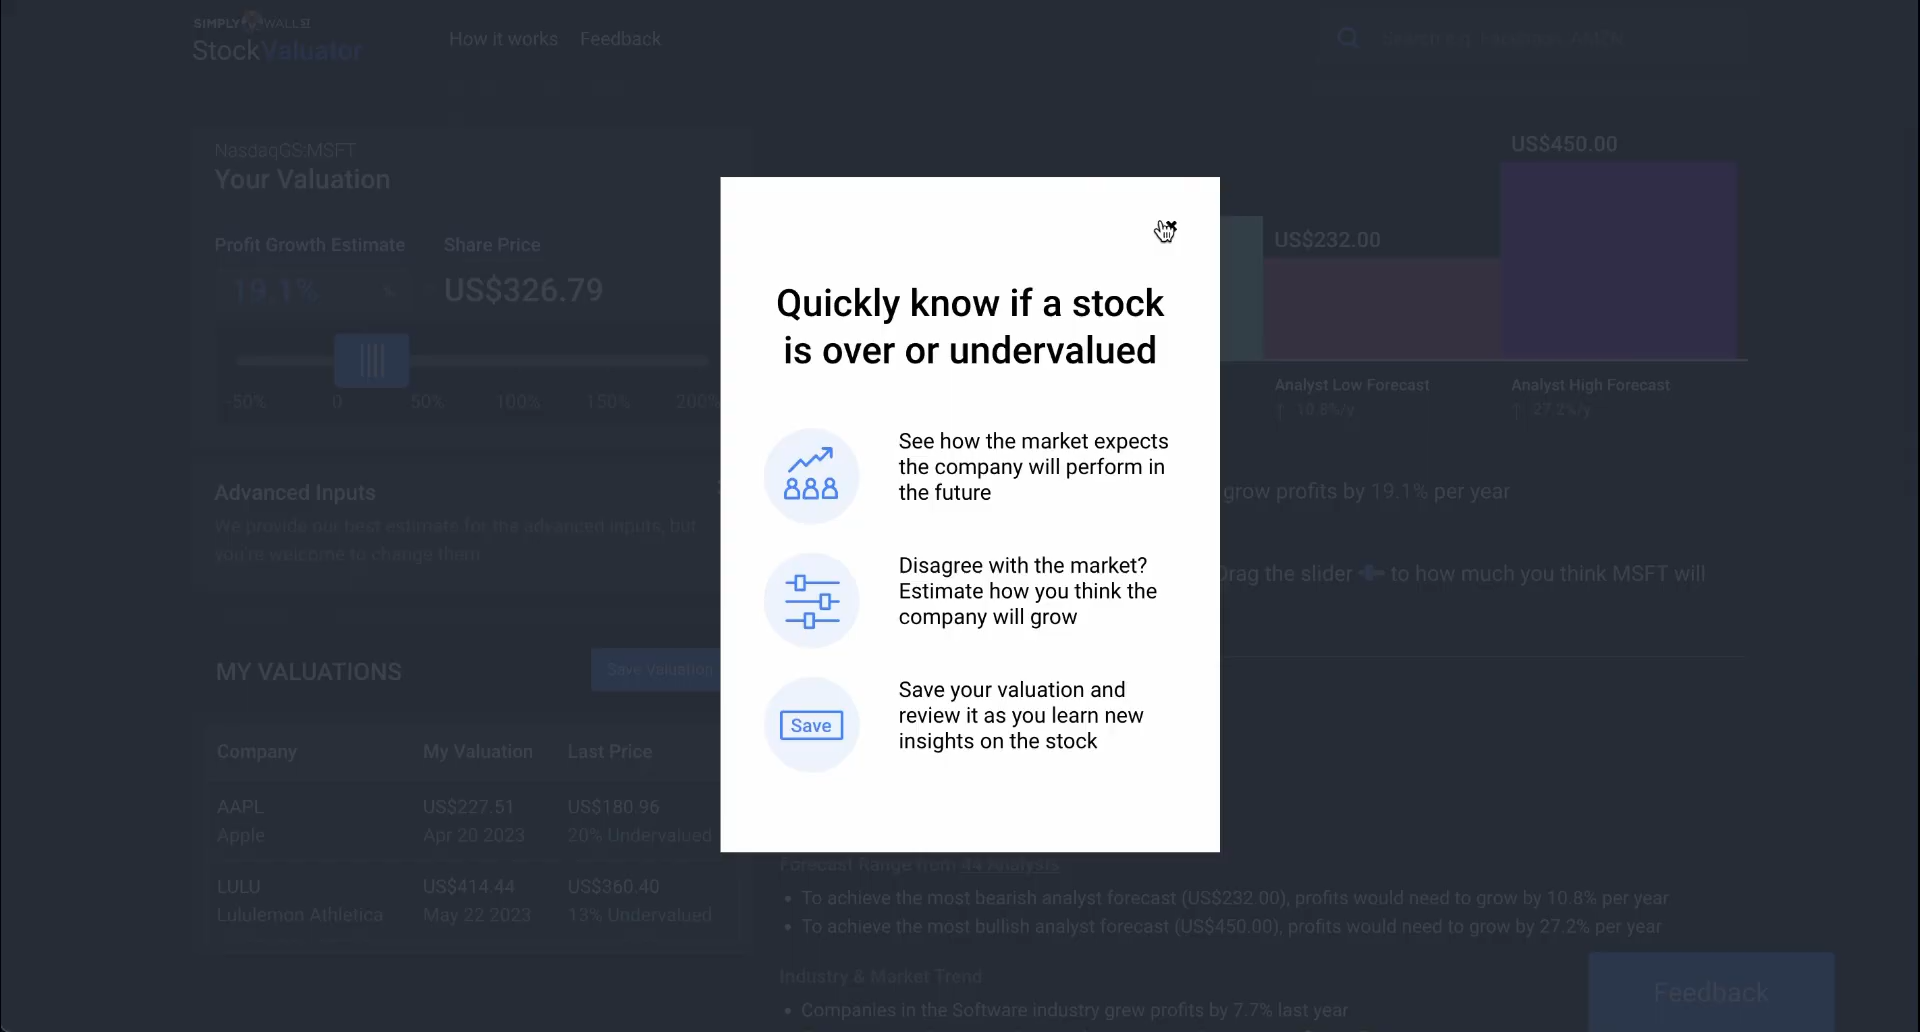 SIMPLY WALL ST
StockValuator
How it works
Feedback
Search e.g.
NasdaqGS:MSFT
Your Valuation
Profit Growth Estimate
Share Price
19.1%
%
US$326.79
-50%
0
50%
100%
150%
200%
Advanced Inputs
We provide our best estimate for the advanced inputs, but
you're welcome to change them
MY VALUATIONS
Save Valuation
Company
My Valuation
Last Price
AAPL
US$227.51
US$180.96
Apple
Apr 20 2023
20% Undervalued
LULU
US$414.44
US$360.40
Lululemon Athletica
May 22 2023
13% Undervalued
Quickly know if a stock
is over or undervalued
See how the market expects
the company will perform in
the future
Disagree with the market?
Estimate how you think the
company will grow
Save
Save your valuation and
review it as you learn new
insights on the stock
US$232.00
US$450.00
Analyst Low Forecast
10.8%/y
Analyst High Forecast
27.2%/y
grow profits by 19.1% per year
Drag the slider to how much you think MSFT will
Forecast Range from 44 Analysts
• To achieve the most bearish analyst forecast (US$232.00), profits would need to grow by 10.8% per year
• To achieve the most bullish analyst forecast (US$450.00), profits would need to grow by 27.2% per year
Industry & Market Trend
• Companies in the Software industry grew profits by 7.7% last year
Feedback